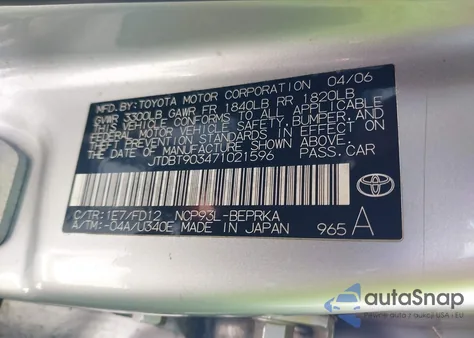 MFD.BY:TOYOTA MOTOR CORPORATION 04/06
GVWR 3300LB GAWR FR 1840LB RR 1820LB
THIS VEHICLE CONFORMS TO ALL APPLICABLE
FEDERAL MOTOR VEHICLE SAFETY, BUMPER, AND
THEFT PREVENTION STANDARDS IN EFFECT ON
THE DATE OF MANUFACTURE SHOWN ABOVE.
JTDBT903471021596 PASS.CAR
C/TR:1E7/FD12 NCP93L-BEPRKA
A/TM:-04A/U340E MADE IN JAPAN 965 A
TOYOTA
autoSnap